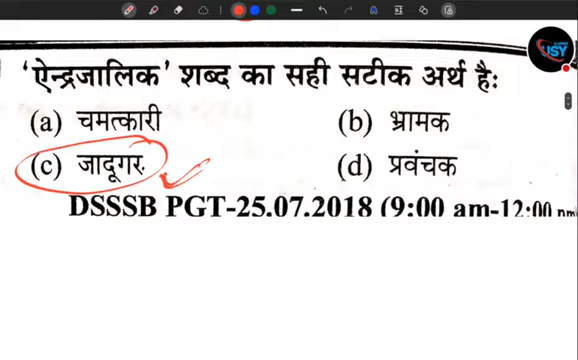 'ऐन्द्रजालिक' शब्द का सही सटीक अर्थ है:
(a) चमत्कारी (b) भ्रामक
(c) जादूगर (d) प्रवंचक
DSSSB PGT-25.07.2018 (9:00 am-12:00
USY